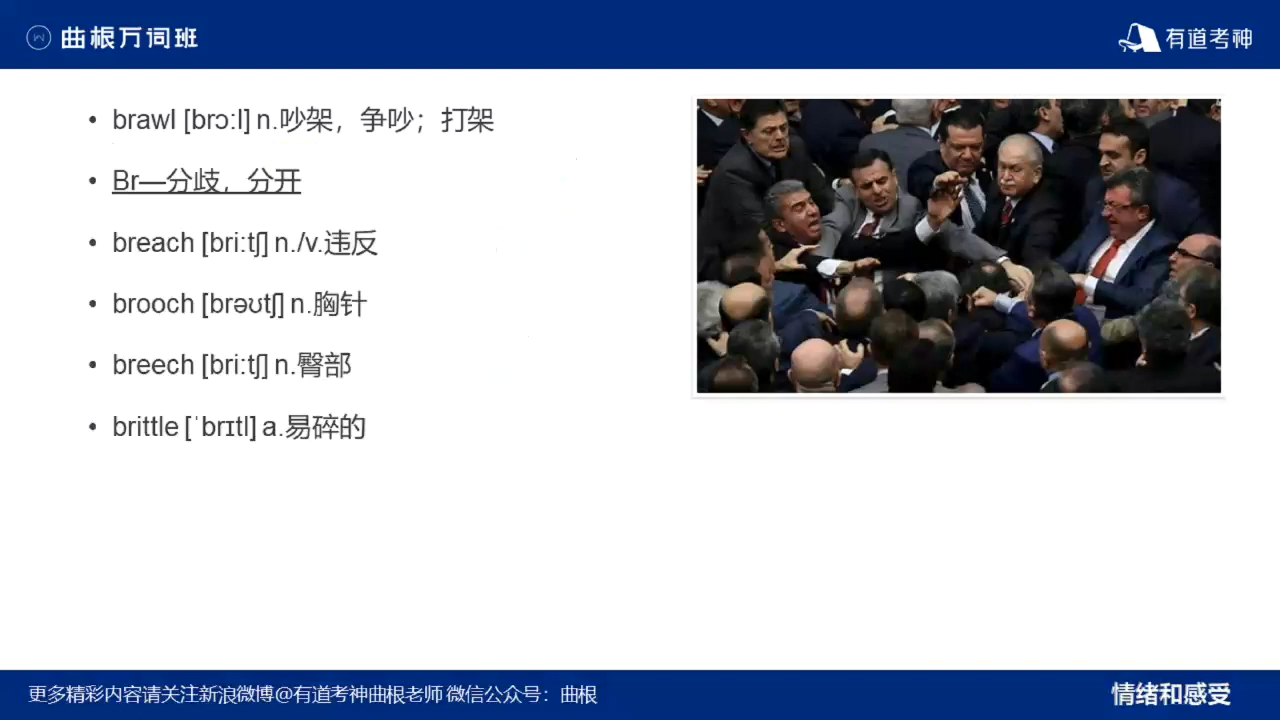 曲根万词班
有道考神
brawl [brɔ:l] n.吵架，争吵；打架
Br—分歧，分开
breach [bri:tʃ] n./v.违反
brooch [brəʊtʃ] n.胸针
breech [bri:tʃ] n.臀部
brittle [ˈbrɪtl] a.易碎的
更多精彩内容请关注新浪微博@有道考神曲根老师 微信公众号：曲根
情绪和感受